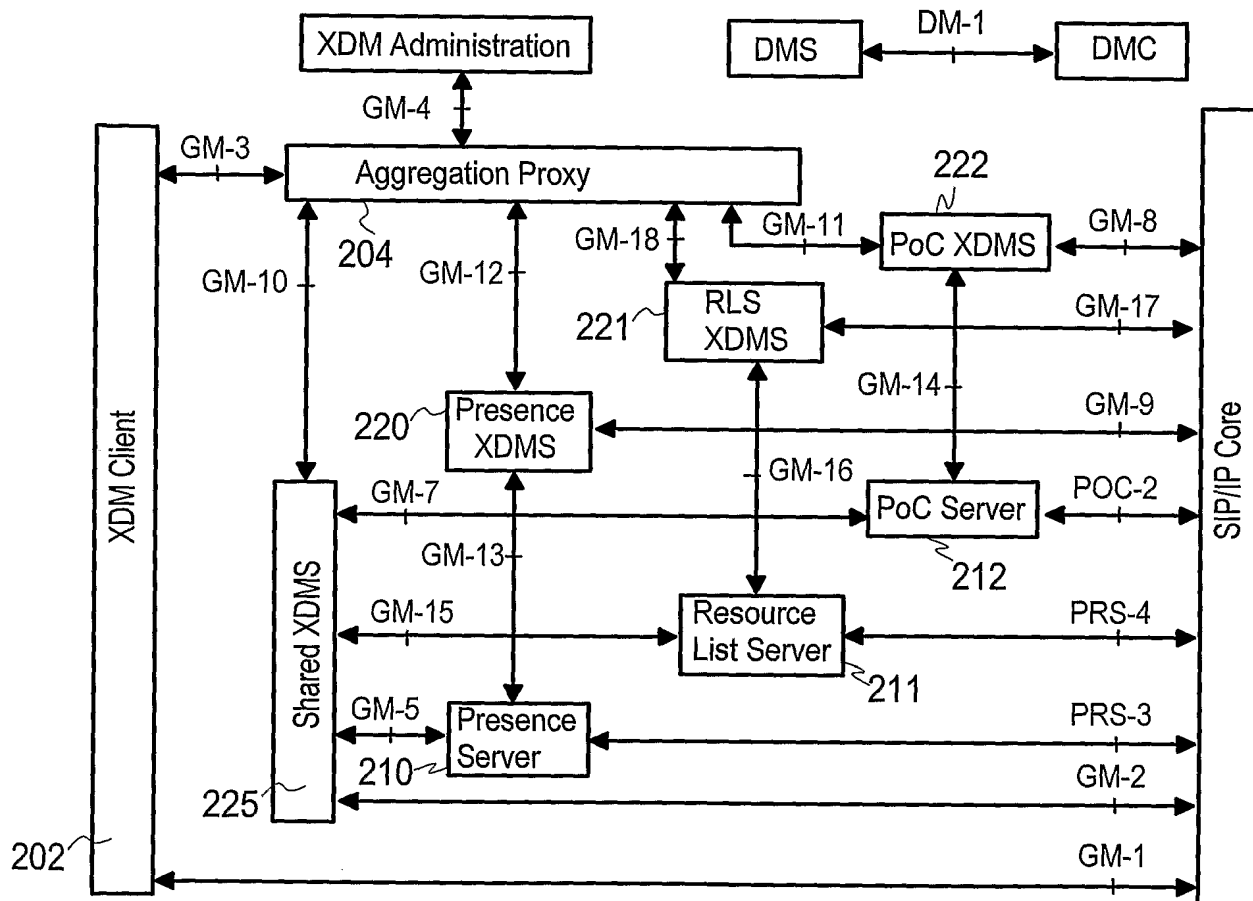 XDM Administration
DMS
DM-1
DMC
GM-4
GM-3
Aggregation Proxy
222
204
GM-18
GM-11
PoC XDMS
GM-8
GM-10
GM-12
221
RLS
XDMS
GM-17
GM-14
220
Presence
XDMS
GM-9
XDM Client
GM-16
SIP/IP Core
GM-7
PoC Server
POC-2
GM-13
212
Shared XDMS
GM-15
Resource
List Server
PRS-4
211
GM-5
Presence
Server
PRS-3
210
225
GM-2
202
GM-1